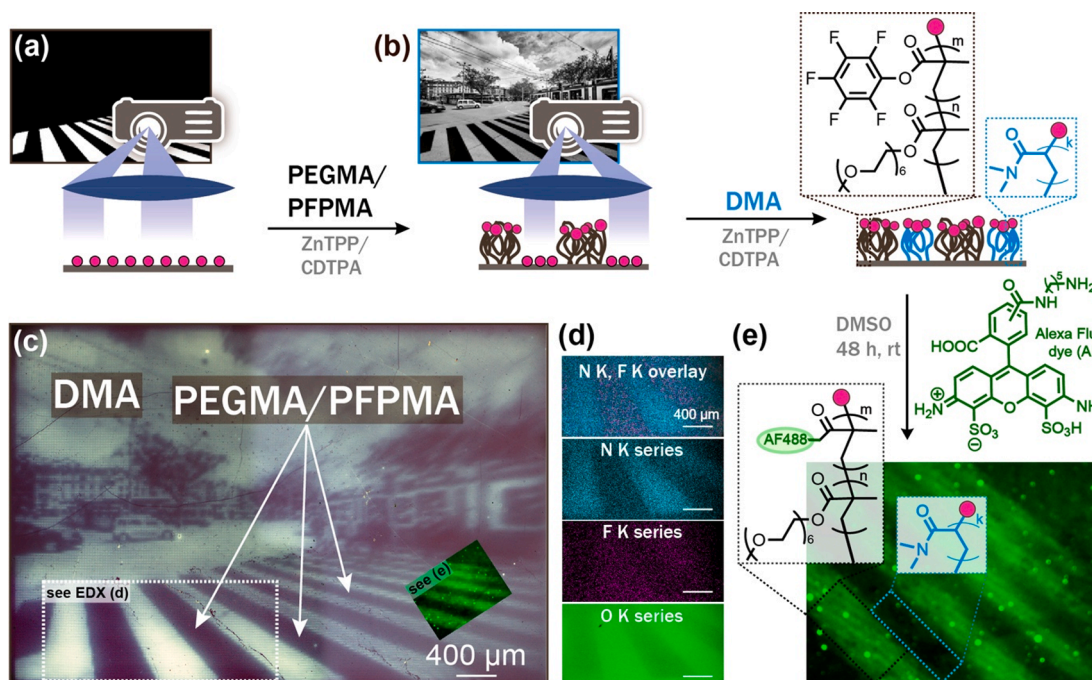 (a)
PEGMA/
PFPMA
ZnTPP/
CDTPA
(b)
DMA
ZnTPP/
CDTPA
F
F
F
F
F
O
O
m
n
O
O
O
6
O
N
k
DMSO
48 h, rt
5
NH2
O
NH
HOOC
Alexa Flu
dye (A
H2N
+
O
NH
SO3
⊖
SO3H
(c)
DMA
PEGMA/PFPMA
see EDX (d)
see (e)
400 µm
(d)
N K, F K overlay
400 µm
N K series
F K series
O K series
(e)
AF488
O
m
n
O
O
O
6
O
N
k